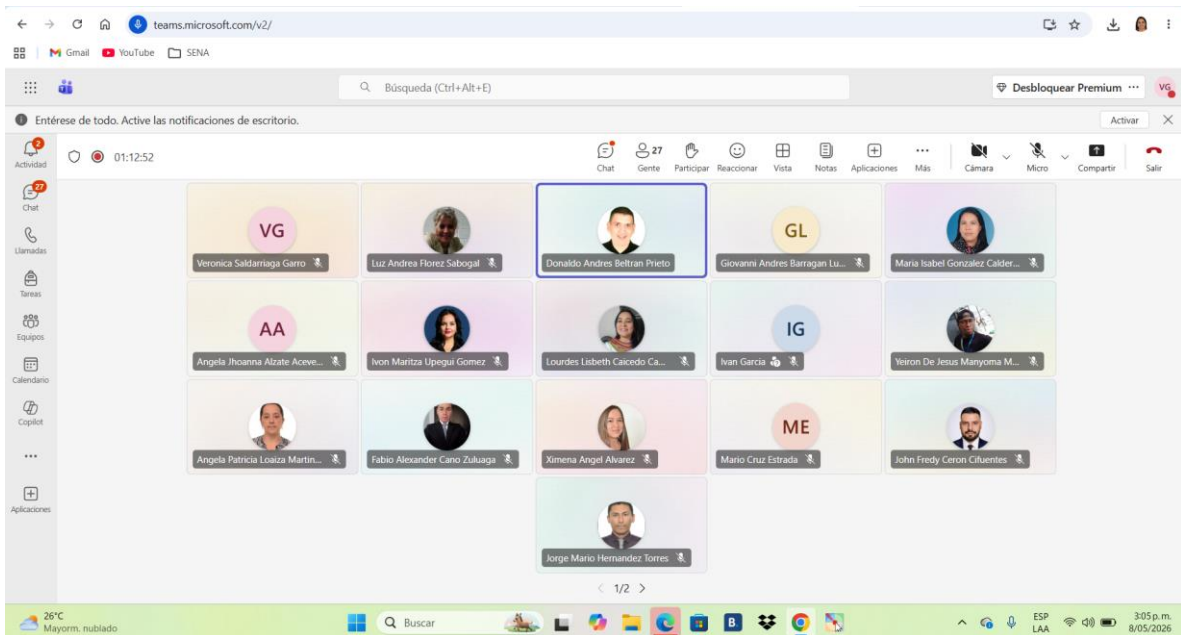 teams.microsoft.com/v2/
Gmail YouTube SENA
Búsqueda (Ctrl+Alt+E) Desbloquear Premium ··· VG
Entérese de todo. Active las notificaciones de escritorio. Activar
2 Actividad
27 Chat
Llamadas
Tareas
Equipos
Calendario
Copilot
Aplicaciones
01:12:52
27
Chat Gente Participar Reaccionar Vista Notas Aplicaciones Más Cámara Micro Compartir Salir
VG GL
Veronica Saldarriaga Garro Luz Andrea Florez Sabogal Donaldo Andres Beltran Prieto Giovanni Andres Barragan Lu... Maria Isabel Gonzalez Calder...
AA IG
Angela Jhoanna Alzate Aceve... Ivon Maritza Upegui Gomez Lourdes Lisbeth Caicedo Ca... Ivan Garcia Yeiron De Jesus Manyoma M...
ME
Angela Patricia Loaiza Martin... Fabio Alexander Cano Zuluaga Ximena Angel Alvarez Mario Cruz Estrada John Fredy Ceron Cifuentes
Jorge Mario Hernandez Torres
1/2
26°C
Mayorm. nublado
Buscar
B
ESP
LAA
3:05 p. m.
8/05/2026